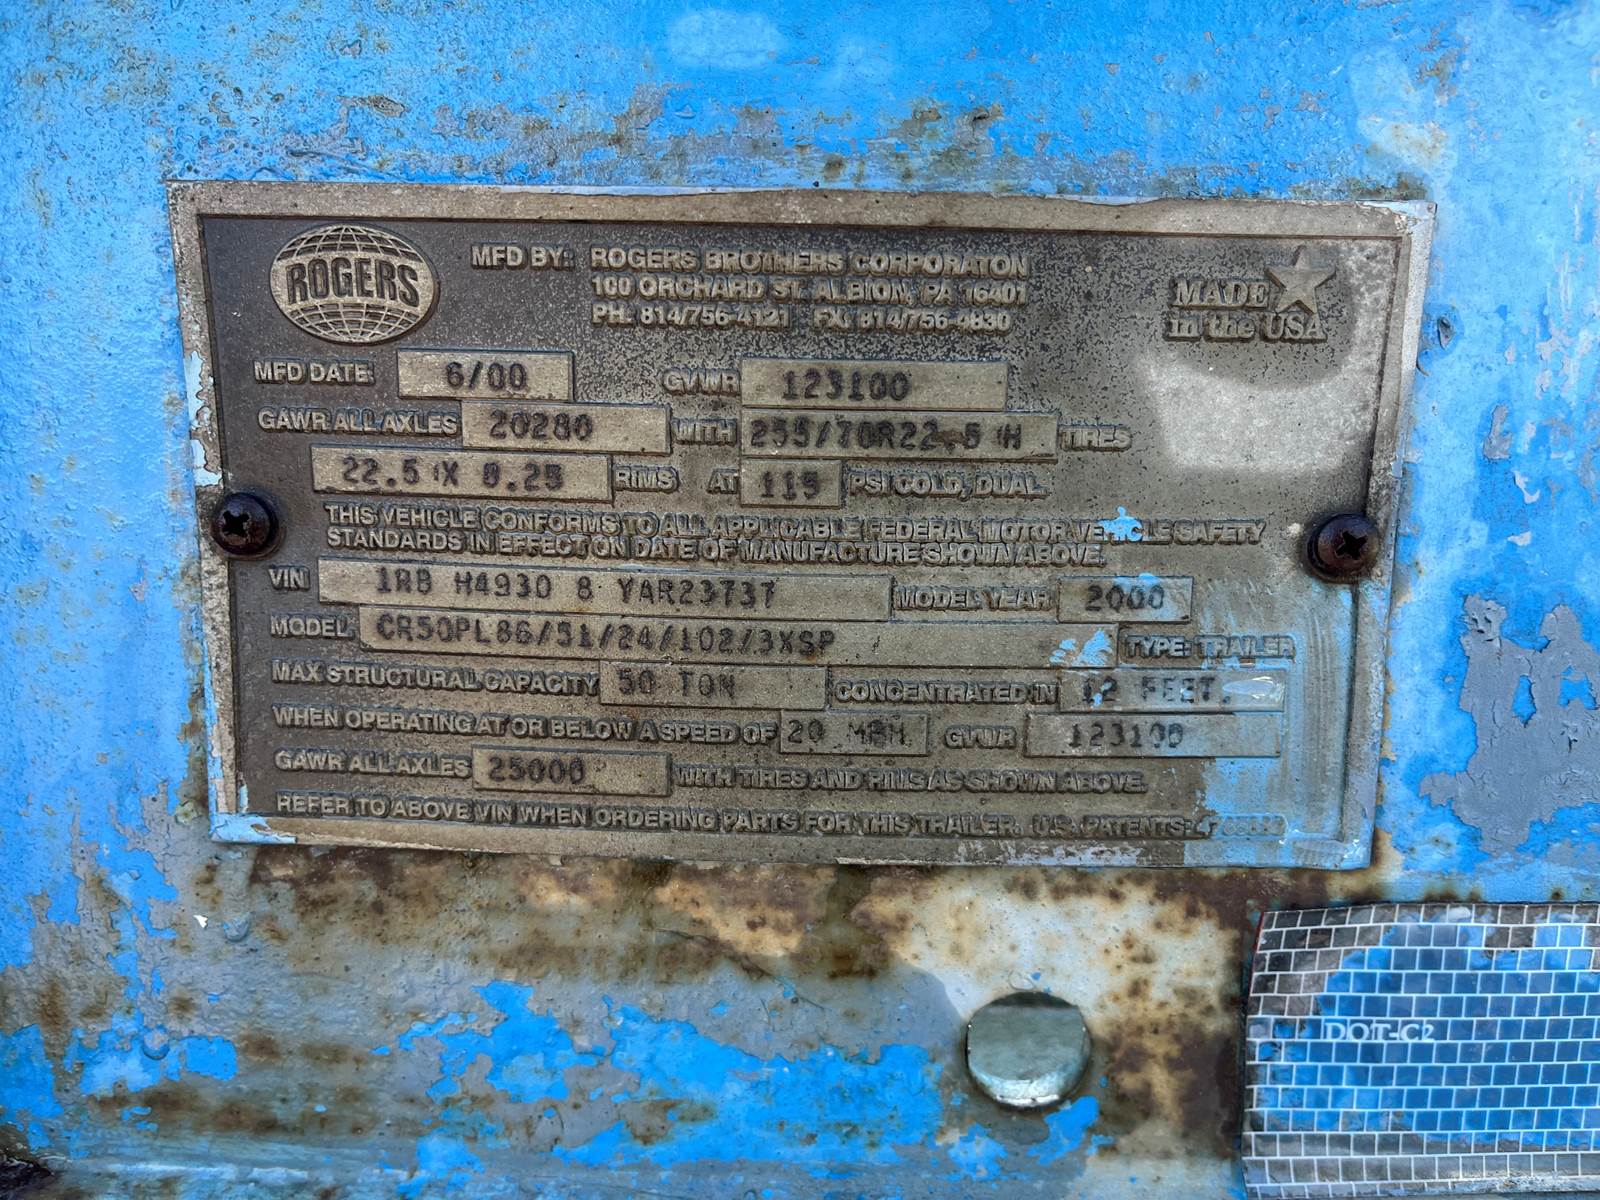 ROGERS
MFD BY: ROGERS BROTHERS CORPORATON
100 ORCHARD ST. ALBION, PA 16401
PH. 814/756-4121 FX. 814/756-4830
MADE
in the USA
MFD DATE: 6/00 GVWR 123100
GAWR ALL AXLES 20280 WITH 255/70R22.5 H TIRES
22.5 X 8.25 RIMS AT 115 PSI COLD, DUAL.
THIS VEHICLE CONFORMS TO ALL APPLICABLE FEDERAL MOTOR VEHICLE SAFETY
STANDARDS IN EFFECT ON DATE OF MANUFACTURE SHOWN ABOVE.
VIN 1RB H4930 8 YAR23737 MODEL YEAR 2000
MODEL CR50PL86/51/24/102/3XSP TYPE: TRAILER
MAX STRUCTURAL CAPACITY 50 TON CONCENTRATED IN 12 FEET.
WHEN OPERATING AT OR BELOW A SPEED OF 20 MPH GVWR 123100
GAWR ALL AXLES 25000 WITH TIRES AND RIMS AS SHOWN ABOVE.
REFER TO ABOVE VIN WHEN ORDERING PARTS FOR THIS TRAILER. U.S. PATENTS:
DOT-C2